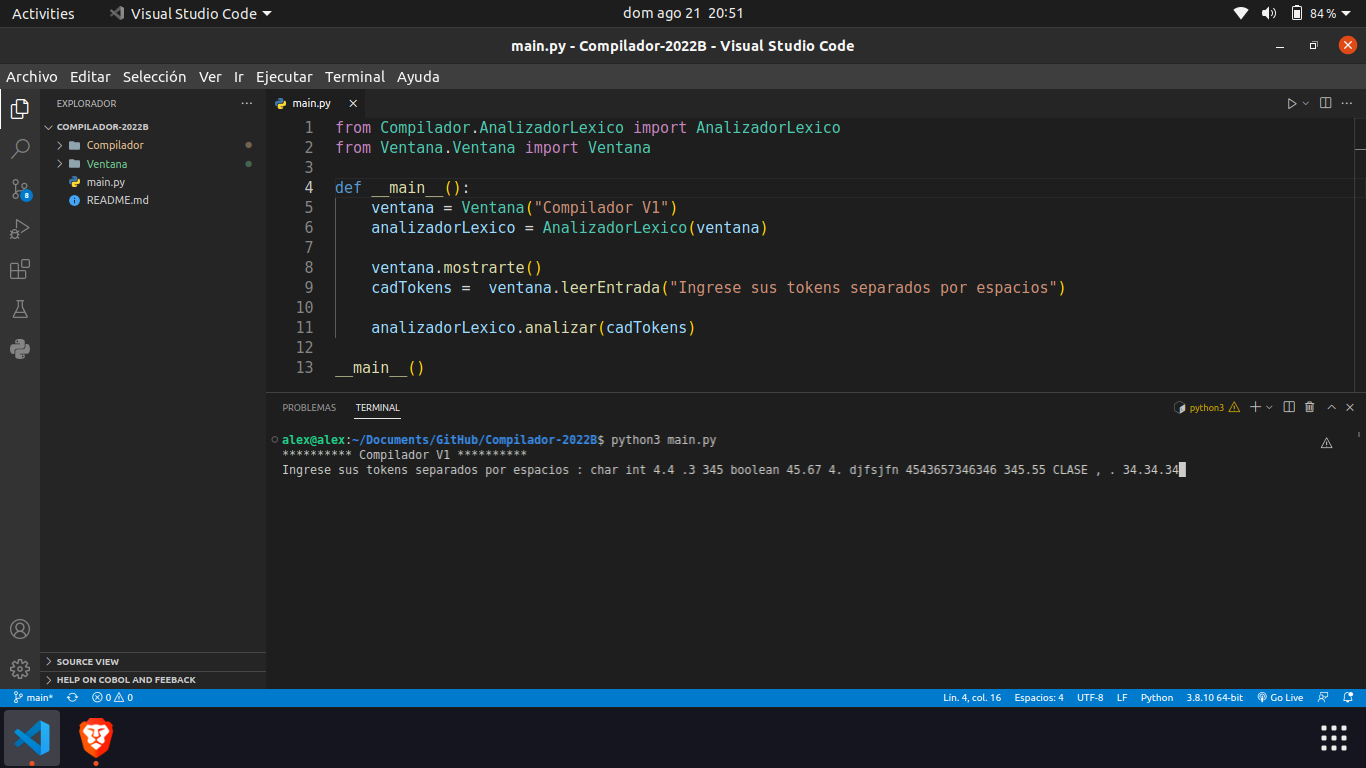 Activities Visual Studio Code dom ago 21 20:51 84 %
main.py - Compilador-2022B - Visual Studio Code
Archivo Editar Selección Ver Ir Ejecutar Terminal Ayuda
EXPLORADOR
COMPILADOR-2022B
Compilador
Ventana
main.py
README.md
8
SOURCE VIEW
HELP ON COBOL AND FEEBACK
main.py
1 from Compilador.AnalizadorLexico import AnalizadorLexico
2 from Ventana.Ventana import Ventana
3
4 def __main__():
5 ventana = Ventana("Compilador V1")
6 analizadorLexico = AnalizadorLexico(ventana)
7
8 ventana.mostrarte()
9 cadTokens =  ventana.leerEntrada("Ingrese sus tokens separados por espacios")
10
11 analizadorLexico.analizar(cadTokens)
12
13 __main__()
PROBLEMAS TERMINAL python3
alex@alex:~/Documents/GitHub/Compilador-2022B$ python3 main.py
********** Compilador V1 **********
Ingrese sus tokens separados por espacios : char int 4.4 .3 345 boolean 45.67 4. djfsjfn 4543657346346 345.55 CLASE , . 34.34.34
main* 0 0 Lín. 4, col. 16 Espacios: 4 UTF-8 LF Python 3.8.10 64-bit Go Live